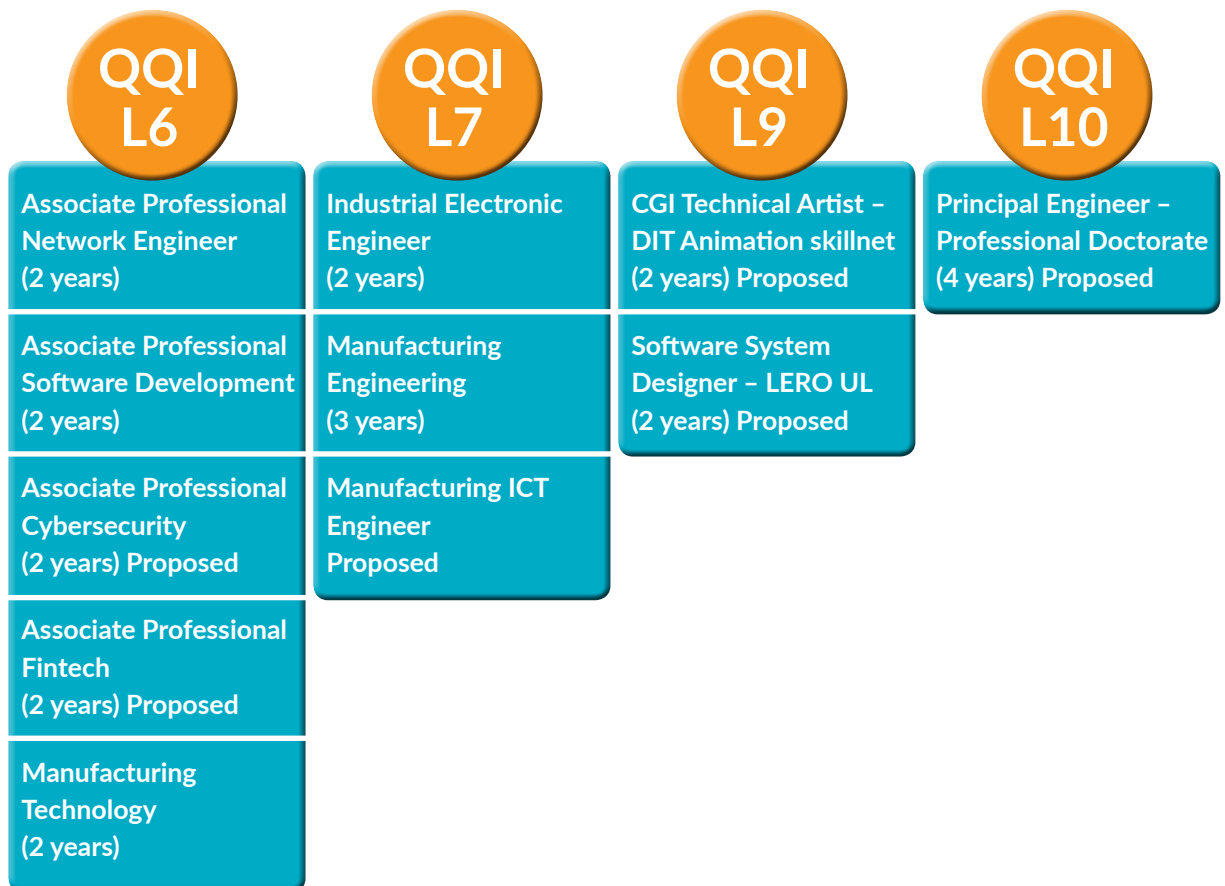 QQI
L6
Associate Professional
Network Engineer
(2 years)
Associate Professional
Software Development
(2 years)
Associate Professional
Cybersecurity
(2 years) Proposed
Associate Professional
Fintech
(2 years) Proposed
Manufacturing
Technology
(2 years)
QQI
L7
Industrial Electronic
Engineer
(2 years)
Manufacturing
Engineering
(3 years)
Manufacturing ICT
Engineer
Proposed
QQI
L9
CGI Technical Artist –
DIT Animation skillnet
(2 years) Proposed
Software System
Designer – LERO UL
(2 years) Proposed
QQI
L10
Principal Engineer –
Professional Doctorate
(4 years) Proposed